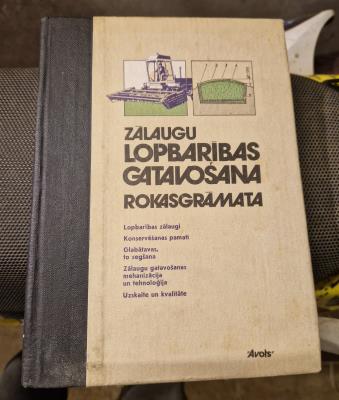 ZĀLAUGU
LOPBARĪBAS
GATAVOŠANA
ROKASGRĀMATA
Lopbarības zālaugi
Konservēšanas pamati
Glabātavas,
to segšana
Zālaugu gatavošanas
mehanizācija
un tehnoloģija
Uzskaite un kvalitāte
"Avots"